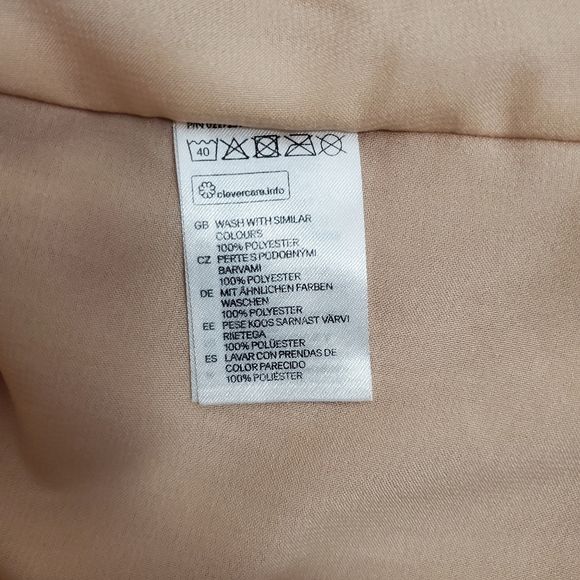 40
clevercare.info
GB WASH WITH SIMILAR
COLOURS
100% POLYESTER
CZ PERTE S PODOBNÝMI
BARVAMI
100% POLYESTER
DE MIT ÄHNLICHEN FARBEN
WASCHEN
100% POLYESTER
EE PESE KOOS SARNAST VÄRVI
RIIETEGA
100% POLÜESTER
ES LAVAR CON PRENDAS DE
COLOR PARECIDO
100% POLIÉSTER